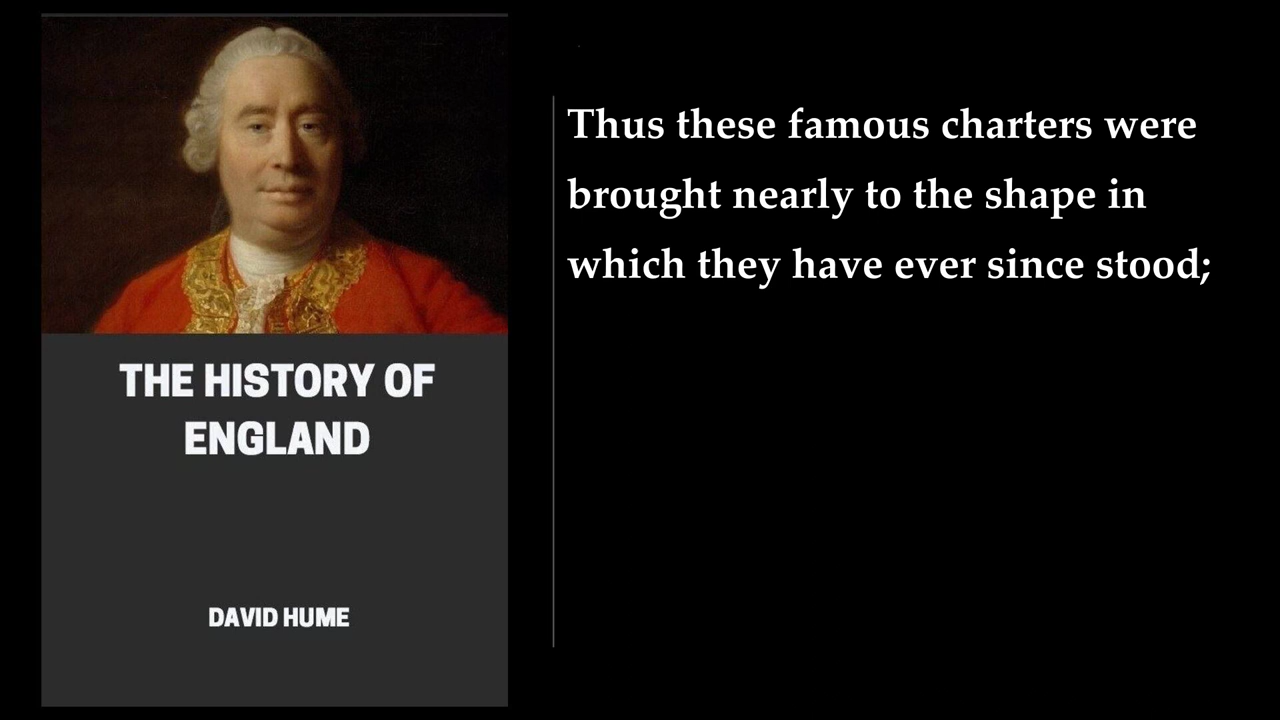 THE HISTORY OF
ENGLAND
DAVID HUME
Thus these famous charters were
brought nearly to the shape in
which they have ever since stood;